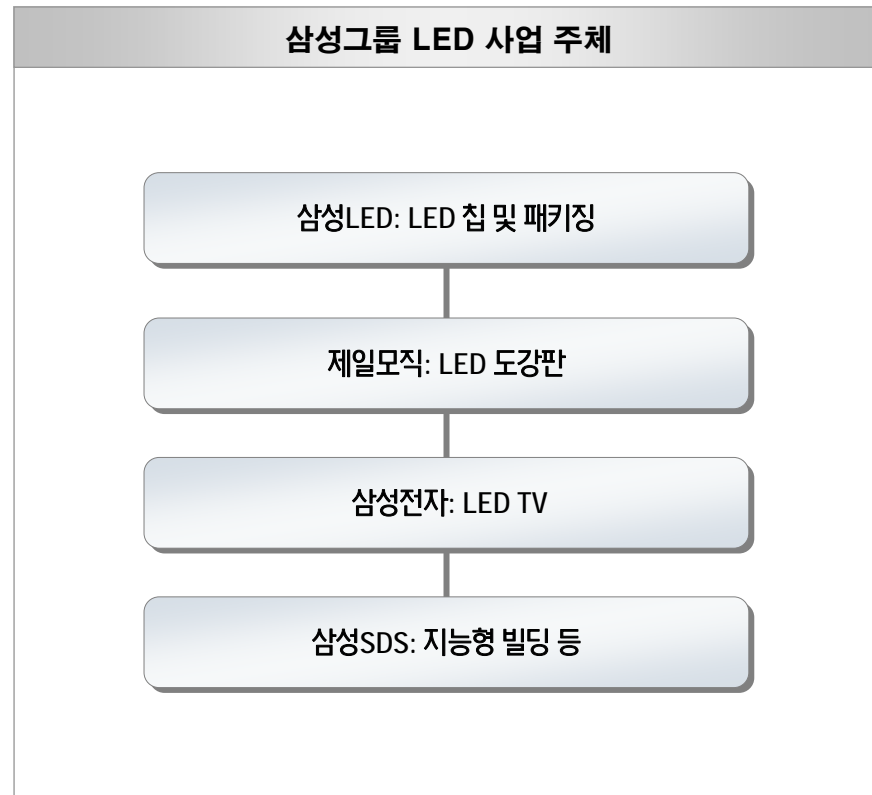 삼성그룹 LED 사업 주체
삼성LED: LED 칩 및 패키징
제일모직: LED 도강판
삼성전자: LED TV
삼성SDS: 지능형 빌딩 등